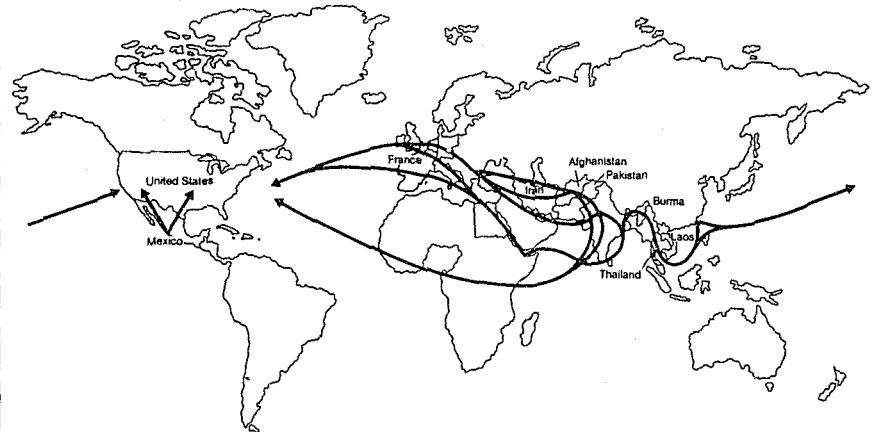 France
Afghanistan
Pakistan
Iran
United States
Burma
Mexico
Laos
Thailand